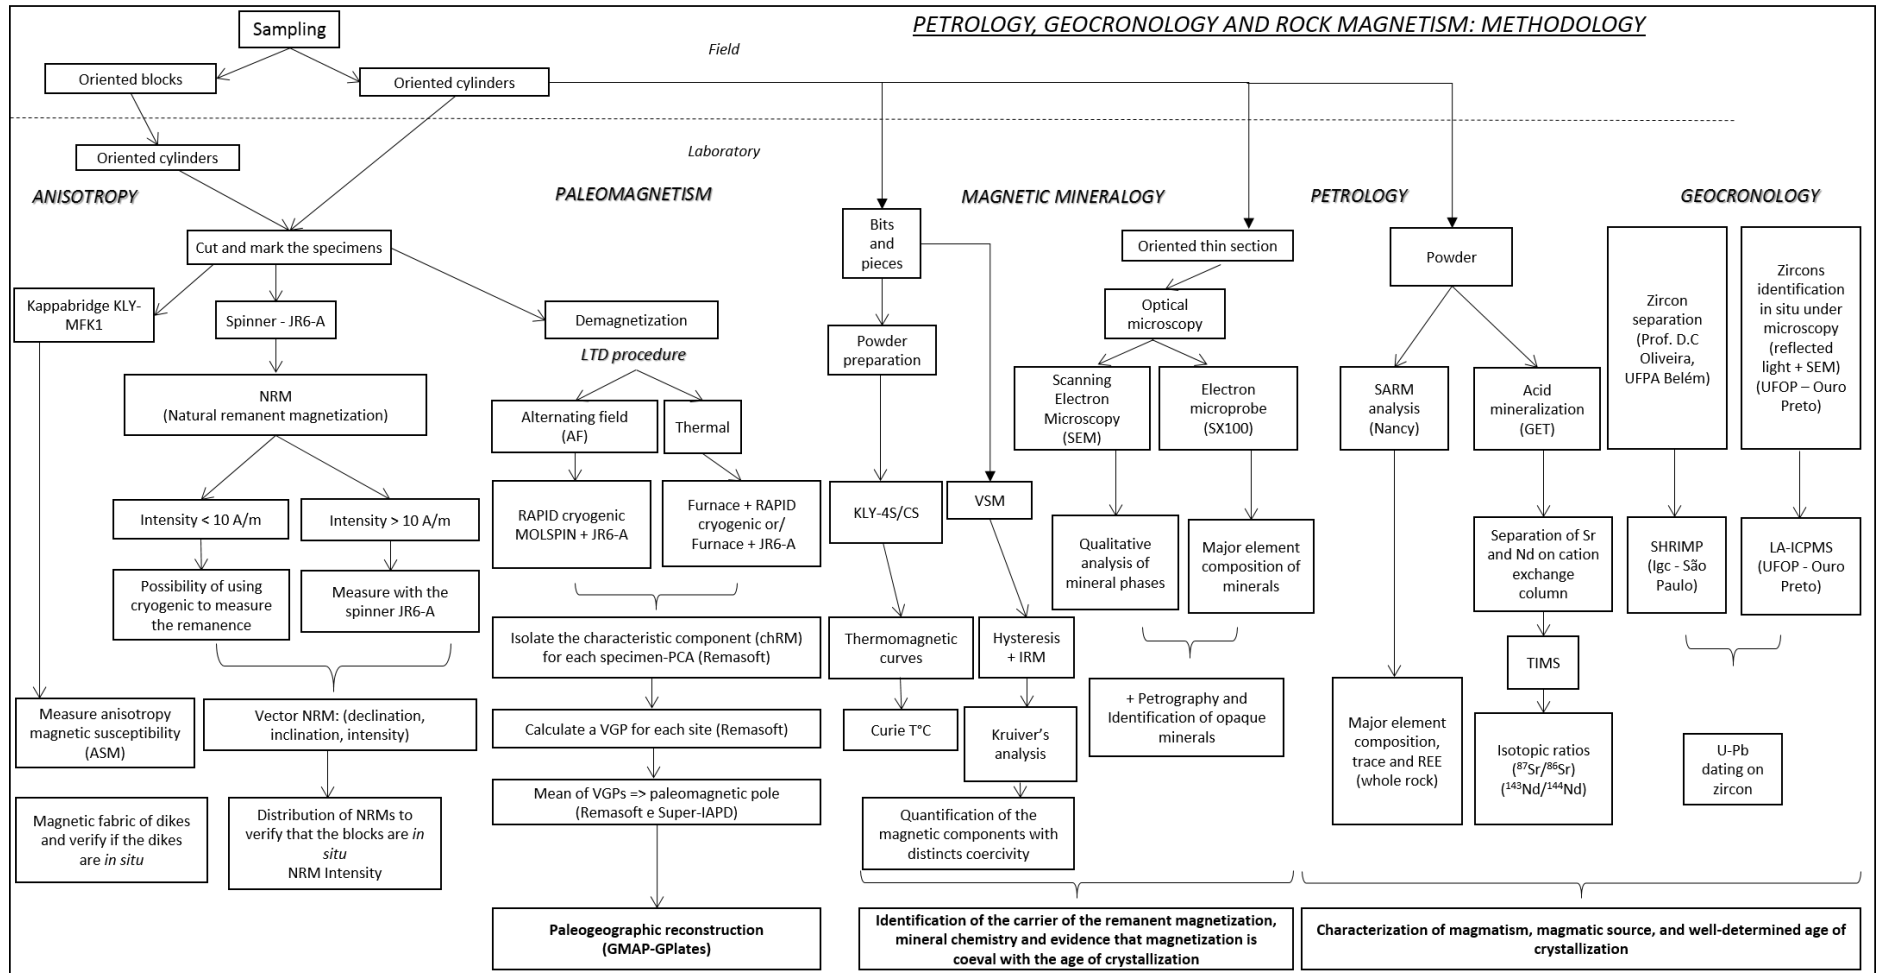 PETROLOGY, GEOCRONOLOGY AND ROCK MAGNETISM: METHODOLOGY
Sampling
Field
Oriented blocks
Oriented cylinders
Oriented cylinders
Laboratory
ANISOTROPY
PALEOMAGNETISM
MAGNETIC MINERALOGY
PETROLOGY
GEOCRONOLOGY
Cut and mark the specimens
Kappabridge KLY-
MFK1
Spinner - JR6-A
Demagnetization
LTD procedure
NRM
(Natural remanent magnetization)
Alternating field
(AF)
Thermal
Intensity < 10 A/m
Intensity > 10 A/m
RAPID cryogenic
MOLSPIN + JR6-A
Furnace + RAPID
cryogenic or/
Furnace + JR6-A
Possibility of using
cryogenic to measure
the remanence
Measure with the
spinner JR6-A
Isolate the characteristic component (chRM)
for each specimen-PCA (Remasoft)
Measure anisotropy
magnetic susceptibility
(ASM)
Vector NRM: (declination,
inclination, intensity)
Calculate a VGP for each site (Remasoft)
Magnetic fabric of dikes
and verify if the dikes
are in situ
Distribution of NRMs to
verify that the blocks are in
situ
NRM Intensity
Mean of VGPs => paleomagnetic pole
(Remasoft e Super-IAPD)
Paleogeographic reconstruction
(GMAP-GPlates)
Bits
and
pieces
Powder
preparation
KLY-4S/CS
VSM
Thermomagnetic
curves
Hysteresis
+ IRM
Curie T°C
Kruiver’s
analysis
Quantification of the
magnetic components with
distincts coercivity
Oriented thin section
Optical
microscopy
Scanning
Electron
Microscopy
(SEM)
Electron
microprobe
(SX100)
Qualitative
analysis of
mineral phases
Major element
composition of
minerals
+ Petrography and
Identification of opaque
minerals
Identification of the carrier of the remanent magnetization,
mineral chemistry and evidence that magnetization is
coeval with the age of crystallization
Powder
SARM
analysis
(Nancy)
Acid
mineralization
(GET)
Separation of Sr
and Nd on cation
exchange
column
TIMS
Major element
composition,
trace and REE
(whole rock)
Isotopic ratios
(⁸⁷Sr/⁸⁶Sr)
(¹⁴³Nd/¹⁴⁴Nd)
Zircon
separation
(Prof. D.C
Oliveira,
UFPA Belém)
Zircons
identification
in situ under
microscopy
(reflected
light + SEM)
(UFOP – Ouro
Preto)
SHRIMP
(Igc - São
Paulo)
LA-ICPMS
(UFOP - Ouro
Preto)
U-Pb
dating on
zircon
Characterization of magmatism, magmatic source, and well-determined age of
crystallization